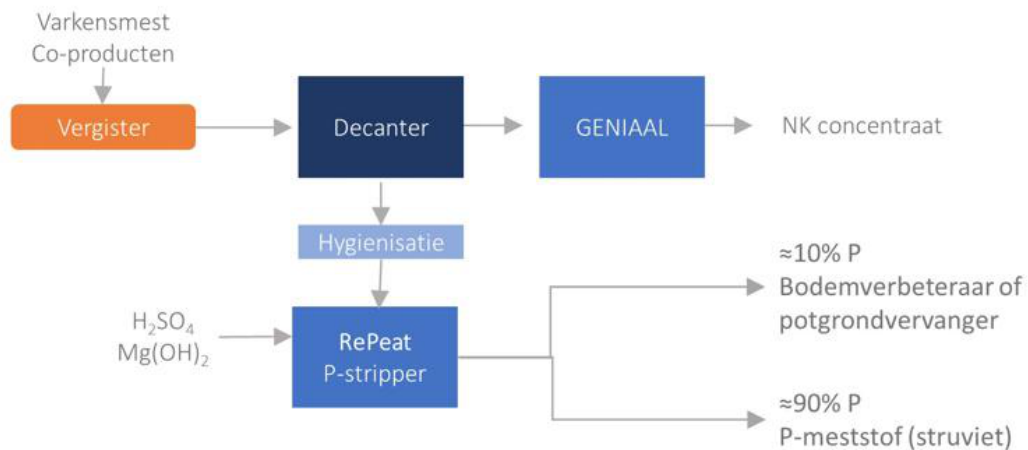 Varkensmest
Co-producten
Vergister
Decanter
GENIAAL
NK concentraat
Hygienisatie
H₂SO₄
Mg(OH)₂
RePeat
P-stripper
≈10% P
Bodemverbeteraar of
potgrondvervanger
≈90% P
P-meststof (struviet)